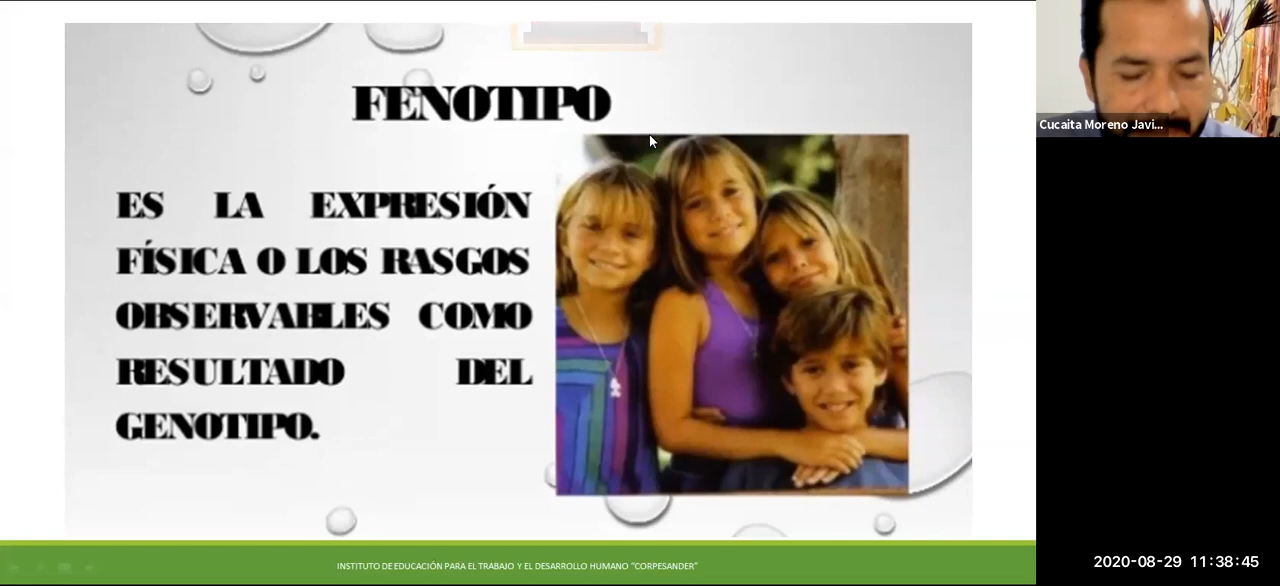 FENOTIPO
ES LA EXPRESIÓN
FÍSICA O LOS RASGOS
OBSERVABLES COMO
RESULTADO DEL
GENOTIPO.
INSTITUTO DE EDUCACIÓN PARA EL TRABAJO Y EL DESARROLLO HUMANO "CORPESANDER"
Cucaita Moreno Javi...
2020-08-29 11:38:45